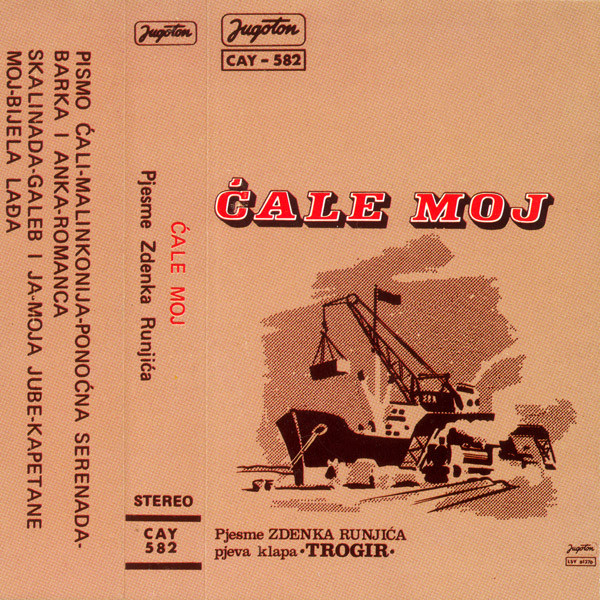 PISMO ĆALI-MALINKONIJA-PONOĆNA SERENADA-
BARKA I ANKA-ROMANCA
SKALINADA-GALEB I JA-MOJA JUBE-KAPETANE
MOJ-BIJELA LAĐA
Jugoton
ĆALE MOJ
Pjesme Zdenka Runjića
STEREO
CAY
582
Jugoton
CAY-582
ĆALE MOJ
Pjesme ZDENKA RUNJIĆA
pjeva klapa •TROGIR•
Jugoton